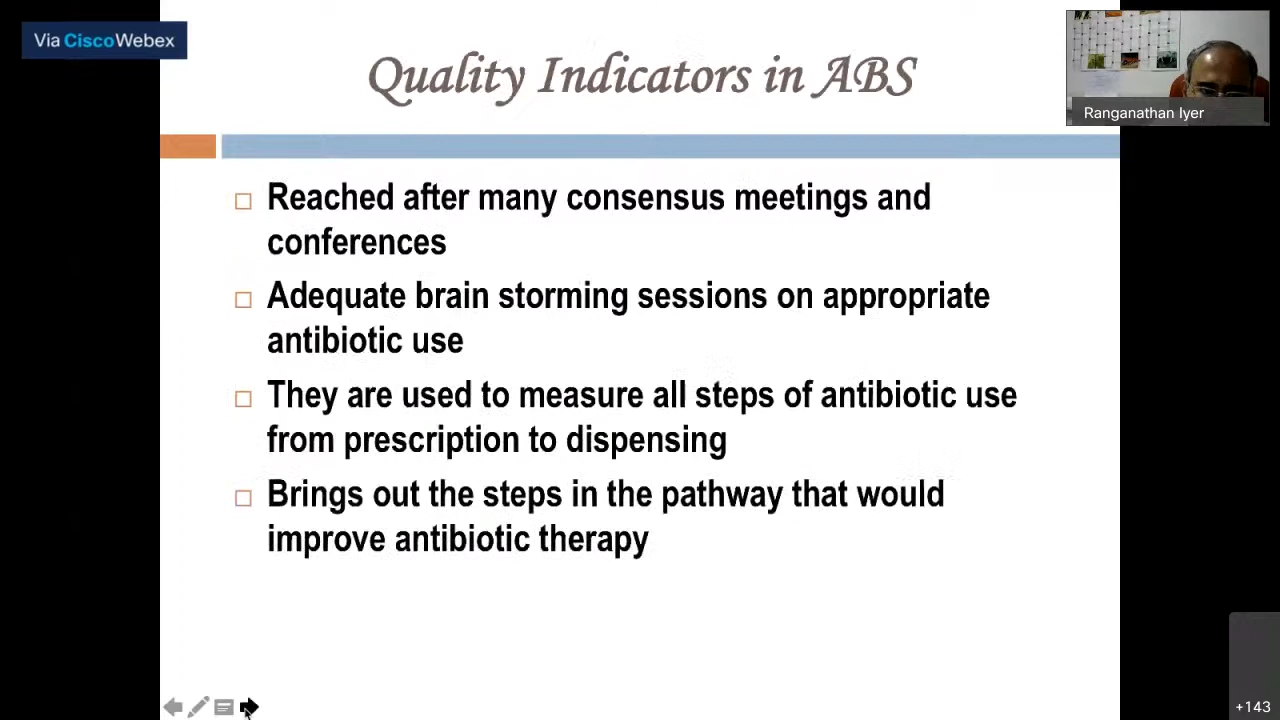 Via CiscoWebex
Quality Indicators in ABS
Ranganathan Iyer
Reached after many consensus meetings and
conferences
Adequate brain storming sessions on appropriate
antibiotic use
They are used to measure all steps of antibiotic use
from prescription to dispensing
Brings out the steps in the pathway that would
improve antibiotic therapy
+143